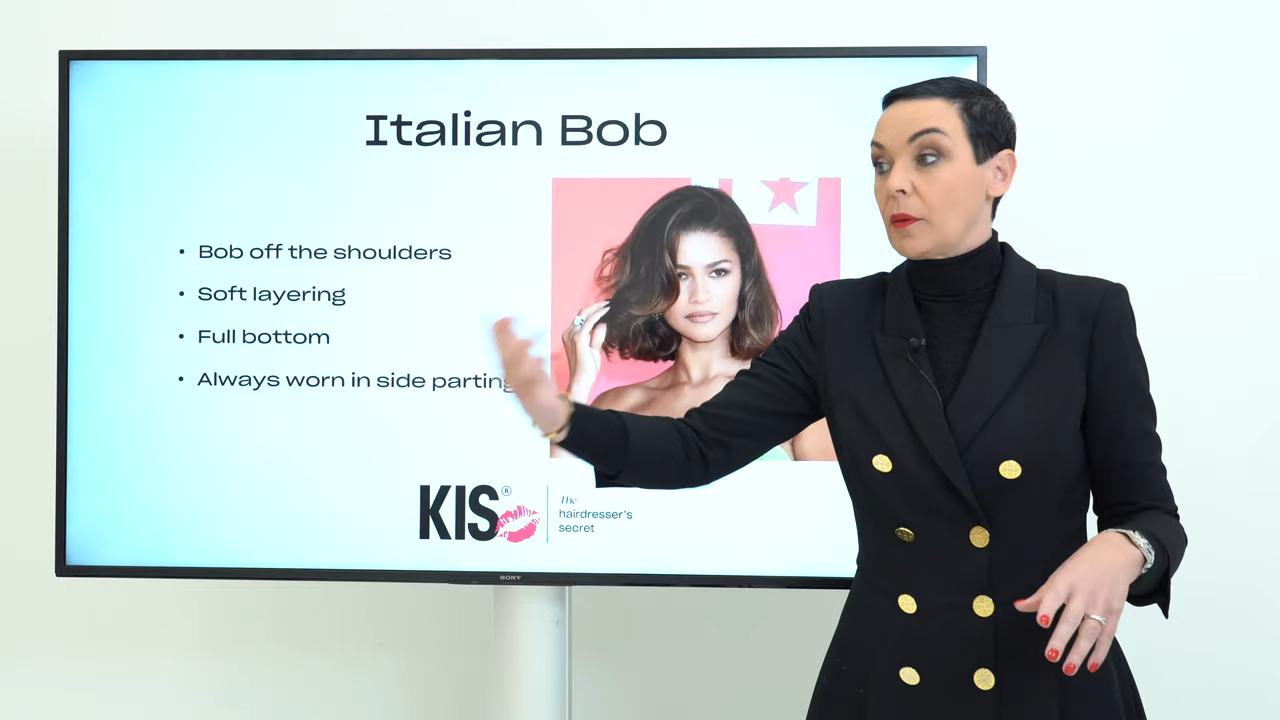 Italian Bob
• Bob off the shoulders
• Soft layering
• Full bottom
• Always worn in side parting
KIS®
The
hairdresser's
secret
SONY